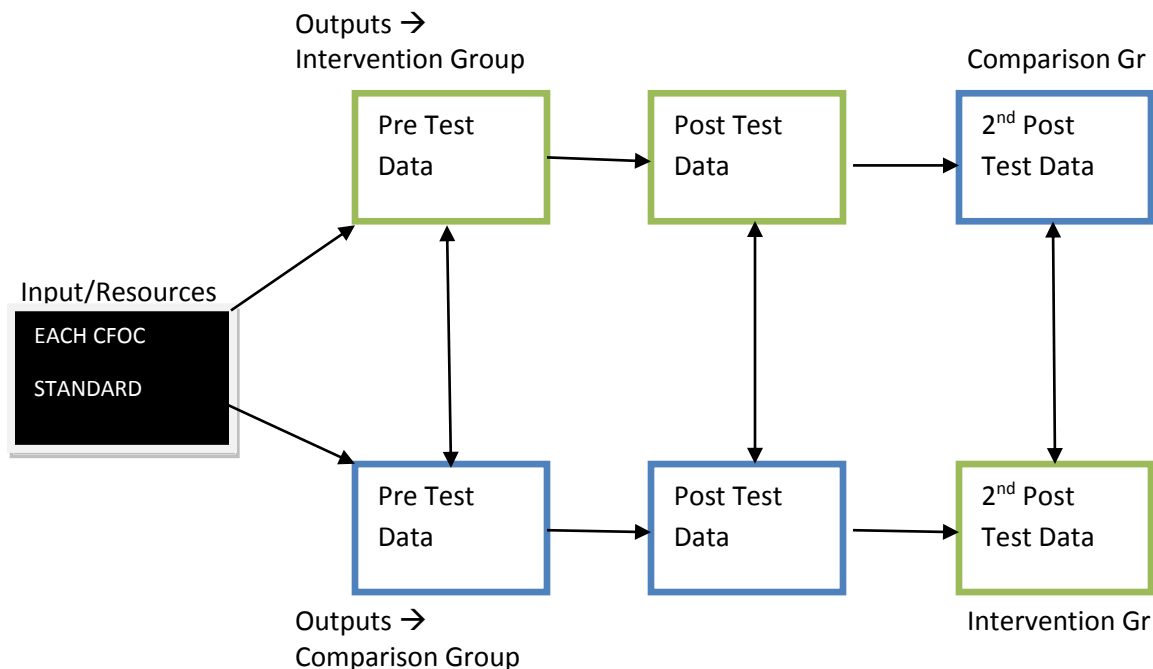 Outputs →
Intervention Group
Comparison Gr
Pre Test
Data
Post Test
Data
2nd Post
Test Data
Input/Resources
EACH CFOC
STANDARD
Pre Test
Data
Post Test
Data
2nd Post
Test Data
Outputs →
Comparison Group
Intervention Gr